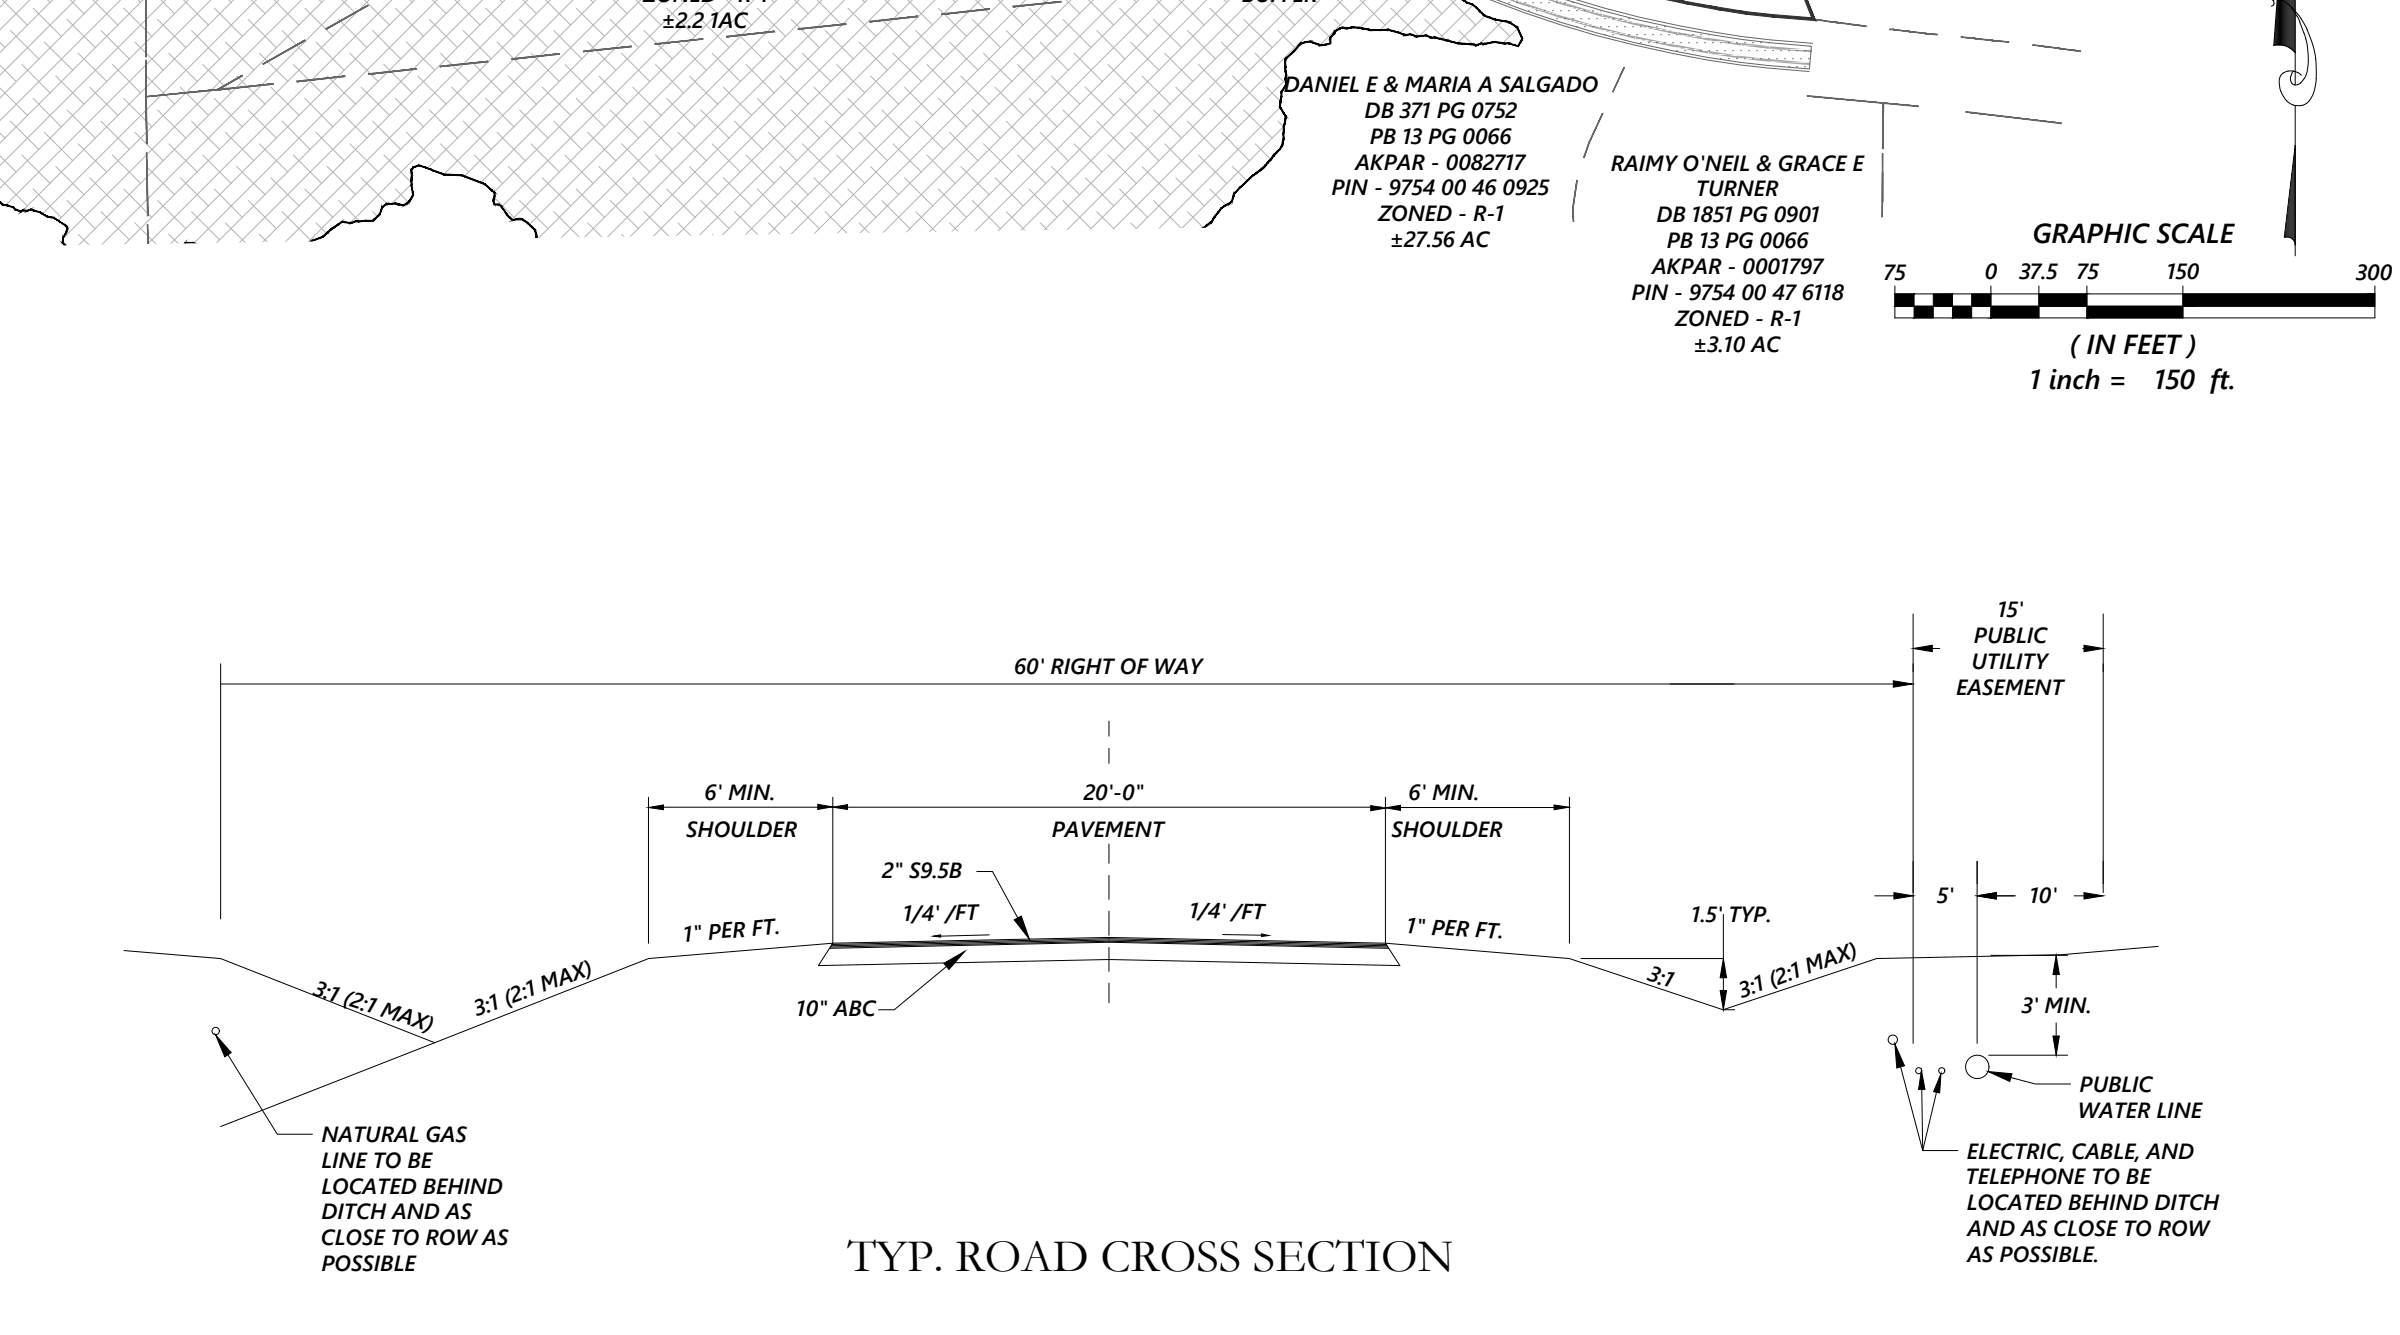 ±2.2 1AC
DANIEL E & MARIA A SALGADO
DB 371 PG 0752
PB 13 PG 0066
AKPAR - 0082717
PIN - 9754 00 46 0925
ZONED - R-1
±27.56 AC
RAIMY O'NEIL & GRACE E
TURNER
DB 1851 PG 0901
PB 13 PG 0066
AKPAR - 0001797
PIN - 9754 00 47 6118
ZONED - R-1
±3.10 AC
GRAPHIC SCALE
75 0 37.5 75 150 300
( IN FEET )
1 inch = 150 ft.
15'
PUBLIC
UTILITY
EASEMENT
60' RIGHT OF WAY
6' MIN. 20'-0" 6' MIN.
SHOULDER PAVEMENT SHOULDER
2" S9.5B
5' 10'
1" PER FT. 1/4' /FT 1/4' /FT 1" PER FT. 1.5' TYP.
3:1 (2:1 MAX) 3:1 (2:1 MAX) 3:1 3:1 (2:1 MAX)
10" ABC
3' MIN.
PUBLIC
WATER LINE
NATURAL GAS
LINE TO BE
LOCATED BEHIND
DITCH AND AS
CLOSE TO ROW AS
POSSIBLE
ELECTRIC, CABLE, AND
TELEPHONE TO BE
LOCATED BEHIND DITCH
AND AS CLOSE TO ROW
AS POSSIBLE.
TYP. ROAD CROSS SECTION